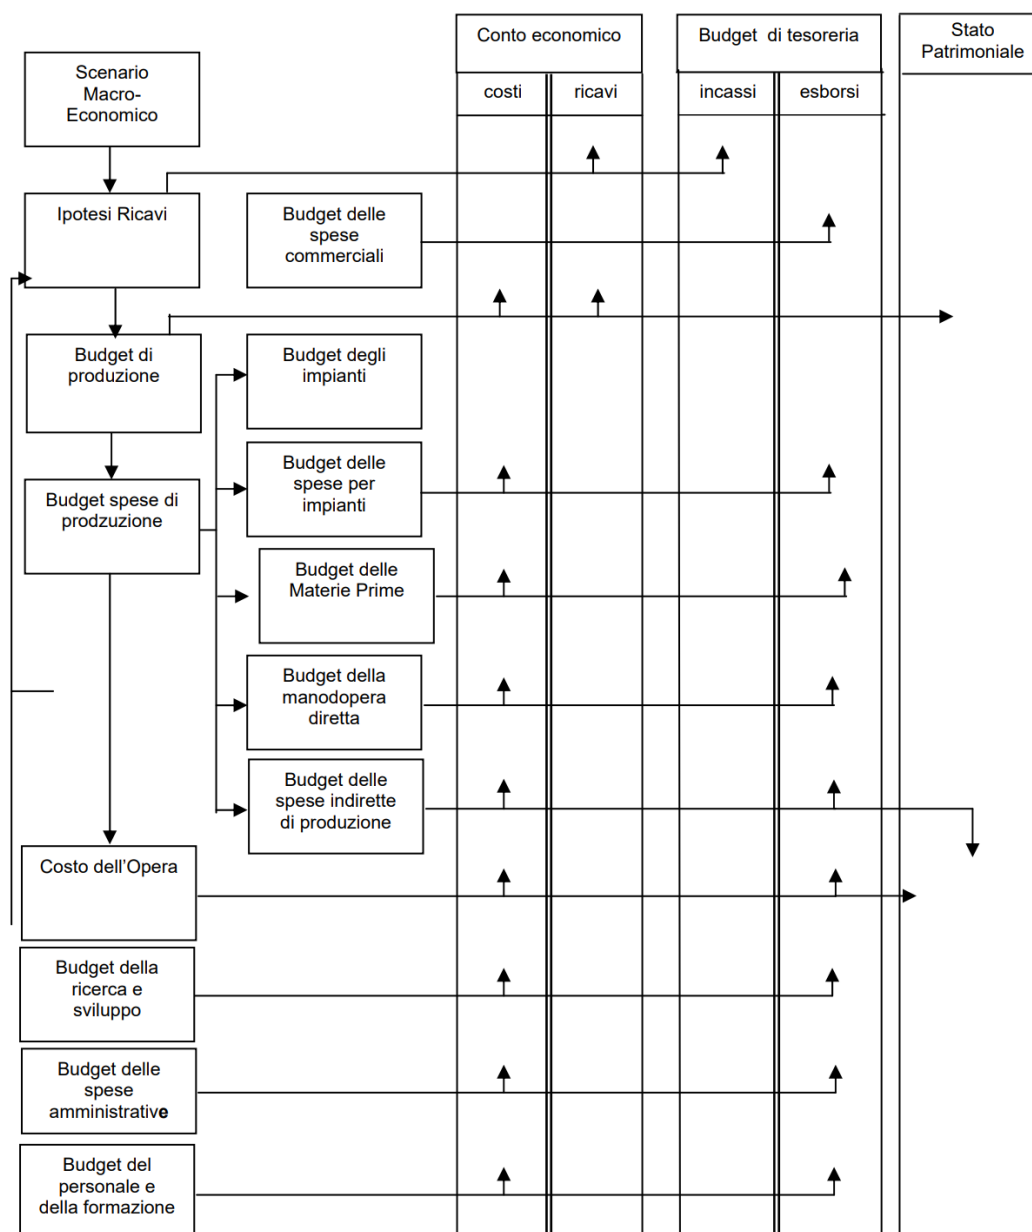 Conto economico
Budget di tesoreria
Stato
Patrimoniale
costi
ricavi
incassi
esborsi
Scenario
Macro-
Economico
Ipotesi Ricavi
Budget delle
spese
commerciali
Budget di
produzione
Budget degli
impianti
Budget spese di
prodzuzione
Budget delle
spese per
impianti
Budget delle
Materie Prime
Budget della
manodopera
diretta
Budget delle
spese indirette
di produzione
Costo dell'Opera
Budget della
ricerca e
sviluppo
Budget delle
spese
amministrative
Budget del
personale e
della formazione